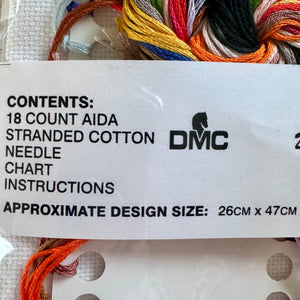 CONTENTS:
18 COUNT AIDA
STRANDED COTTON
NEEDLE
CHART
INSTRUCTIONS
DMC
APPROXIMATE DESIGN SIZE: 26CM X 47CM